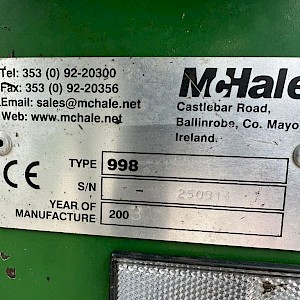 Tel: 353 (0) 92-20300
Fax: 353 (0) 92-20356
Email: sales@mchale.net
Web: www.mchale.net
McHale
Castlebar Road,
Ballinrobe, Co. Mayo
Ireland.
CE
TYPE 998
S/N -
YEAR OF MANUFACTURE 200